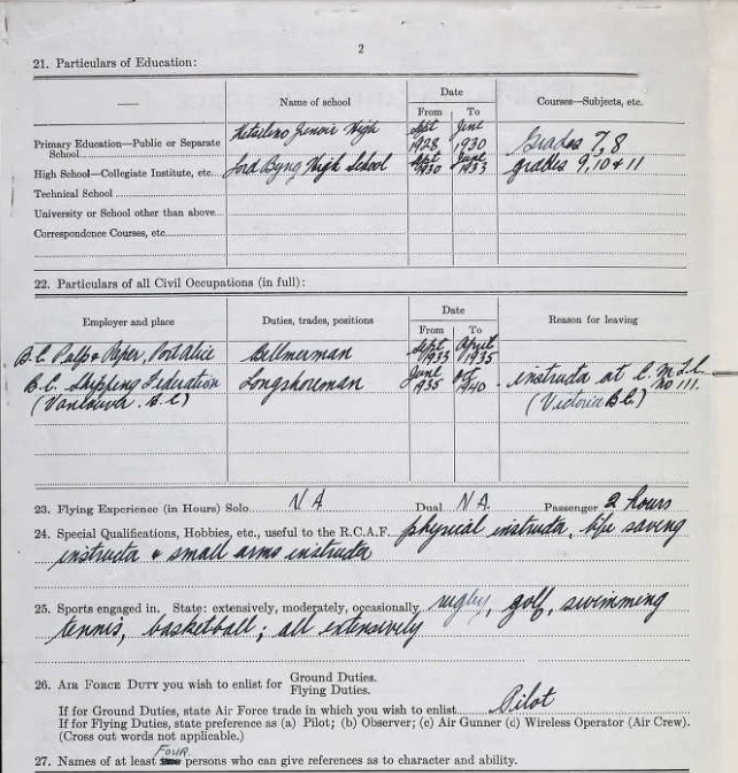 2
21. Particulars of Education:
Name of school Date Courses—Subjects, etc.
From To
Kitsilano Junior High Sept 1928 June 1930 Grades 7, 8
Primary Education—Public or Separate
School
High School—Collegiate Institute, etc. Lord Byng High School Sept 1930 June 1933 grades 9, 10 & 11
Technical School
University or School other than above
Correspondence Courses, etc.
22. Particulars of all Civil Occupations (in full):
Employer and place Duties, trades, positions Date Reason for leaving
From To
B.C. Pulp & Paper, Port Alice Sept 1933 April 1935
B.C. Shipping Federation Longshoreman June 1935 Oct 1940 instructor at C.M.T.C. No 111.
(Vancouver. B.C) (Victoria B.C.)
23. Flying Experience (in Hours) Solo N.A Dual N.A. Passenger 2 hours
24. Special Qualifications, Hobbies, etc., useful to the R.C.A.F. physical instructor, life saving
instructor & small arms instructor
25. Sports engaged in. State: extensively, moderately, occasionally rugby, golf, swimming
tennis, basketball; all extensively
26. AIR FORCE DUTY you wish to enlist for Ground Duties.
Flying Duties.
If for Ground Duties, state Air Force trade in which you wish to enlist Pilot
If for Flying Duties, state preference as (a) Pilot; (b) Observer; (c) Air Gunner (d) Wireless Operator (Air Crew).
(Cross out words not applicable.)
FOUR
27. Names of at least persons who can give references as to character and ability.